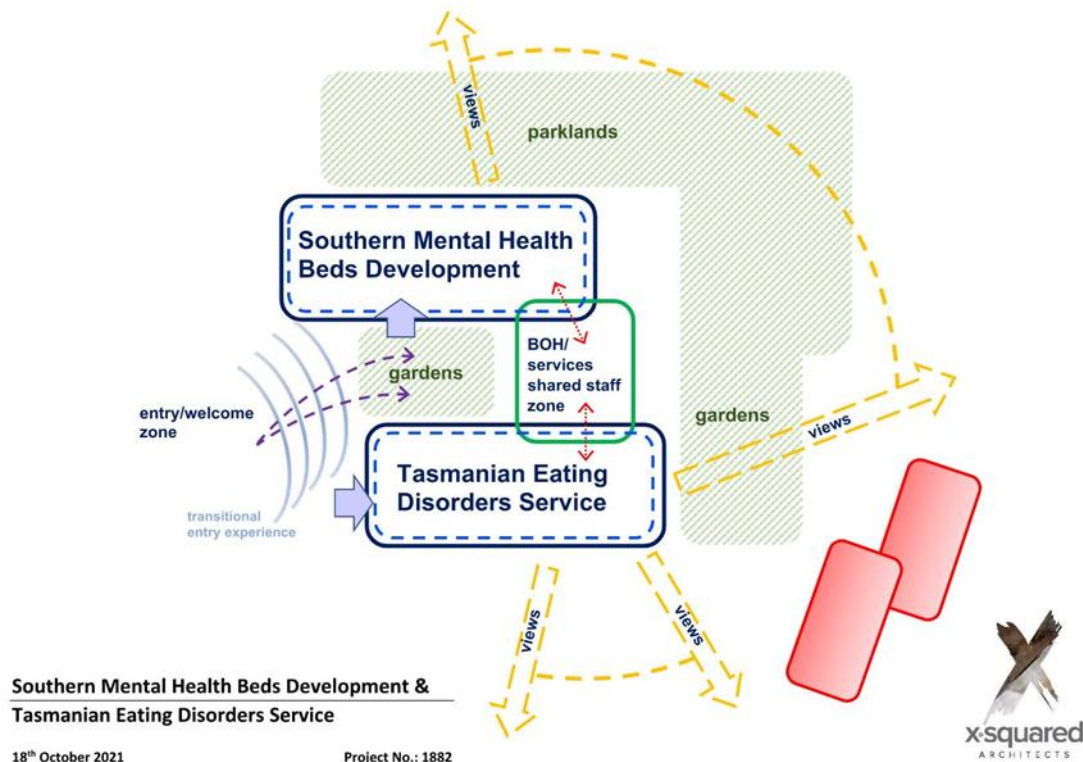 views
parklands
Southern Mental Health
Beds Development
BOH/
services
shared staff
zone
gardens
entry/welcome
zone
gardens
views
Tasmanian Eating
Disorders Service
transitional
entry experience
views
views
Southern Mental Health Beds Development &
Tasmanian Eating Disorders Service
18th October 2021
Project No.: 1882
x-squared
ARCHITECTS